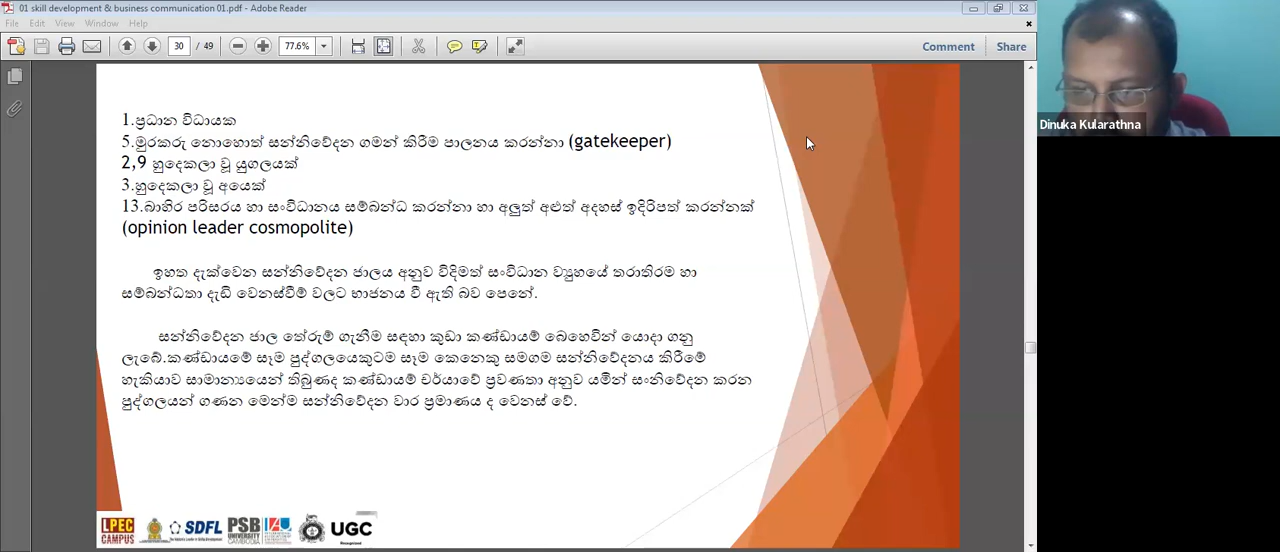 01 skill development & business communication 01.pdf - Adobe Reader
File Edit View Window Help
30 / 49 77.6% Comment Share
1.ප්‍රධාන විධායක
5.මුරකරු නොහොත් සන්නිවේදන ගමන් කිරීම පාලනය කරන්නා (gatekeeper)
2,9 හුදෙකලා වූ යුගලයක්
3.හුදෙකලා වූ අයෙක්
13.බාහිර පරිසරය හා සංවිධානය සම්බන්ධ කරන්නා හා අලුත් අළුත් අදහස් ඉදිරිපත් කරන්නක්
(opinion leader cosmopolite)
ඉහත දැක්වෙන සන්නිවේදන ජාලය අනුව විදිමත් සංවිධාන ව්‍යුහයේ තරාතිරම හා
සම්බන්ධතා දැඩි වෙනස්වීම් වලට භාජනය වී ඇති බව පෙනේ.
සන්නිවේදන ජාල තේරුම් ගැනීම සඳහා කුඩා කණ්ඩායම් බෙහෙවින් යොදා ගනු
ලැබේ.කණ්ඩායමේ සෑම පුද්ගලයෙකුටම සෑම කෙනෙකු සමගම සන්නිවේදනය කිරීමේ
හැකියාව සාමාන්‍යයෙන් තිබුණද කණ්ඩායම් චර්යාවේ ප්‍රවණතා අනුව යමින් සංනිවේදන කරන
පුද්ගලයන් ගණන මෙන්ම සන්නිවේදන වාර ප්‍රමාණය ද වෙනස් වේ.
LPEC CAMPUS SDFL PSB UNIVERSITY CAMBODIA IAU UGC
Dinuka Kularathna